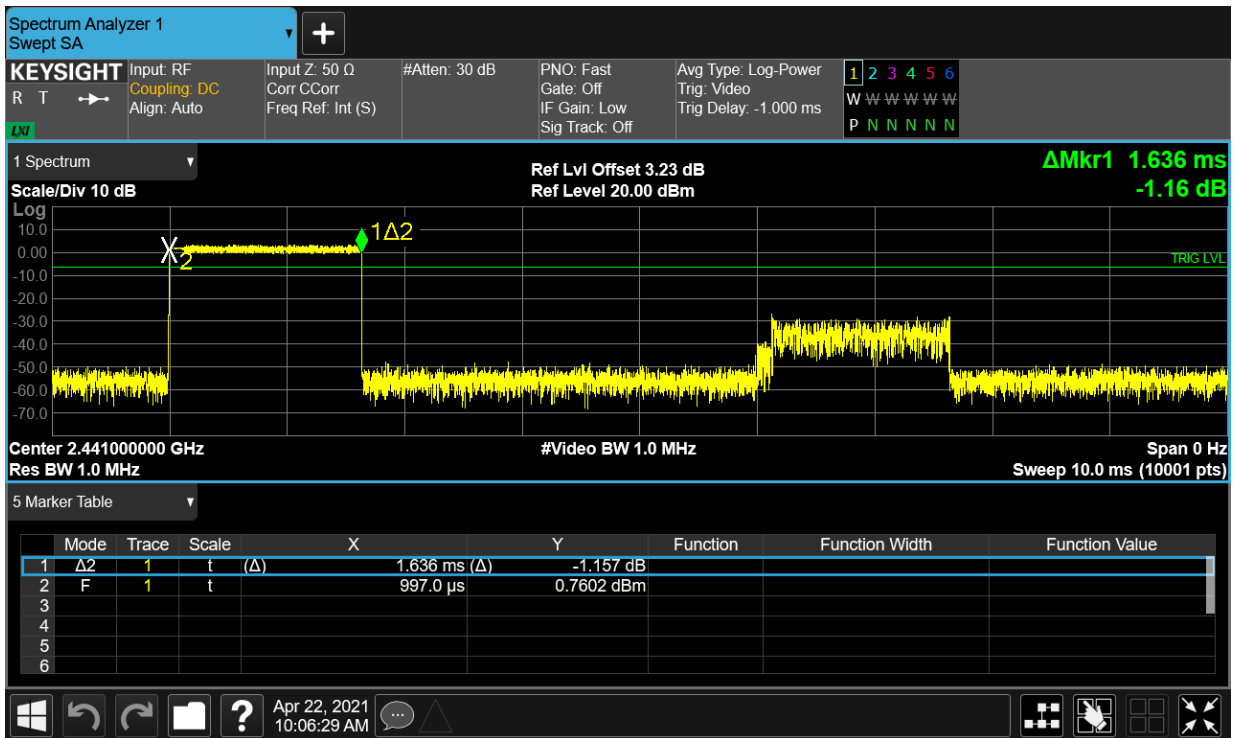 Spectrum Analyzer 1
Swept SA
KEYSIGHT Input: RF Input Z: 50 Ω #Atten: 30 dB PNO: Fast Avg Type: Log-Power 1 2 3 4 5 6
R T Coupling: DC Corr CCorr Gate: Off Trig: Video W W W W W W
Align: Auto Freq Ref: Int (S) IF Gain: Low Trig Delay: -1.000 ms P N N N N N
LXI Sig Track: Off
1 Spectrum
Scale/Div 10 dB
Ref Lvl Offset 3.23 dB
Ref Level 20.00 dBm
ΔMkr1 1.636 ms
-1.16 dB
Log
10.0
0.00
-10.0
-20.0
-30.0
-40.0
-50.0
-60.0
-70.0
1Δ2
2
TRIG LVL
Center 2.441000000 GHz #Video BW 1.0 MHz Span 0 Hz
Res BW 1.0 MHz Sweep 10.0 ms (10001 pts)
5 Marker Table
Mode Trace Scale X Y Function Function Width Function Value
1 Δ2 1 t (Δ) 1.636 ms (Δ) -1.157 dB
2 F 1 t 997.0 µs 0.7602 dBm
3
4
5
6
? Apr 22, 2021
10:06:29 AM